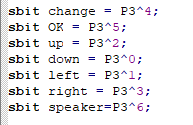 sbit change = P3^4;
sbit OK = P3^5;
sbit up = P3^2;
sbit down = P3^0;
sbit left = P3^1;
sbit right = P3^3;
sbit speaker=P3^6;